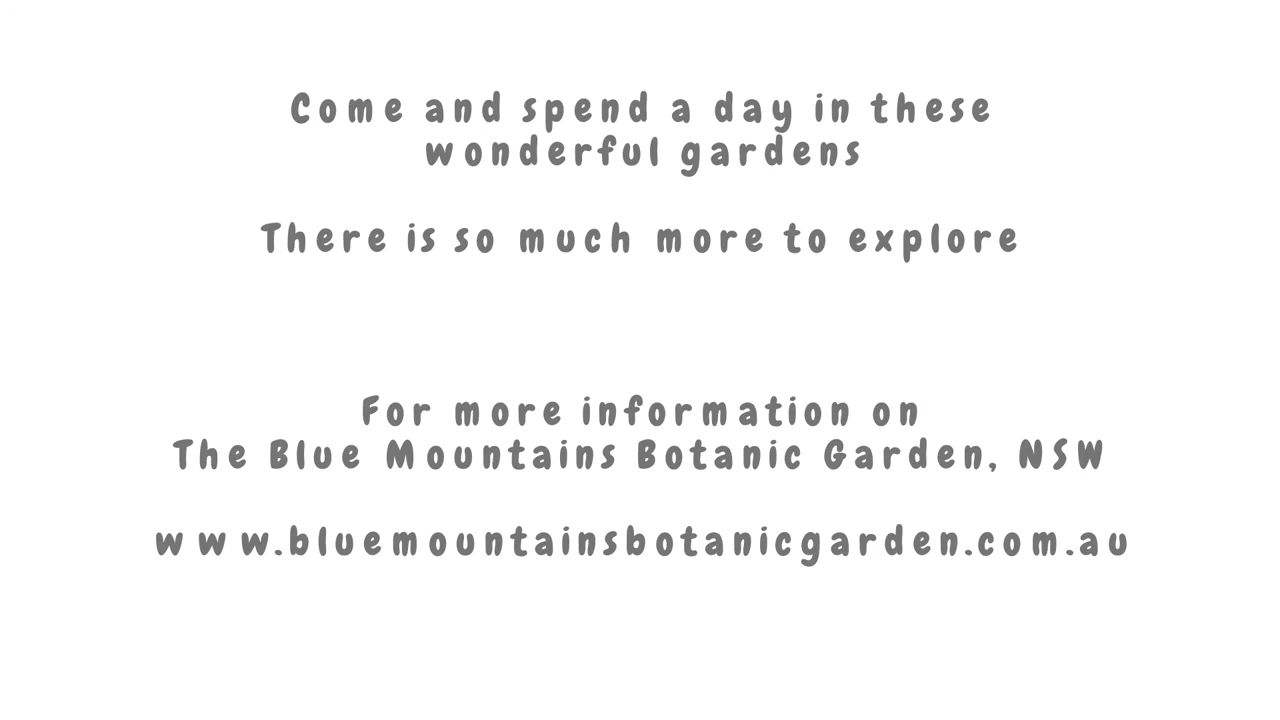 Come and spend a day in these
wonderful gardens
There is so much more to explore
For more information on
The Blue Mountains Botanic Garden, NSW
www.bluemountainsbotanicgarden.com.au